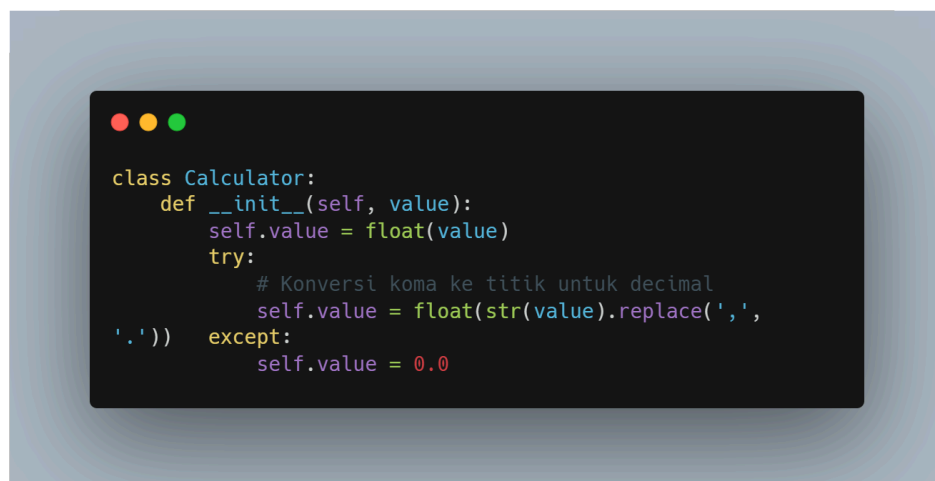 class Calculator:
    def __init__(self, value):
        self.value = float(value)
        try:
            # Konversi koma ke titik untuk decimal
            self.value = float(str(value).replace(',',
'.'))   except:
            self.value = 0.0